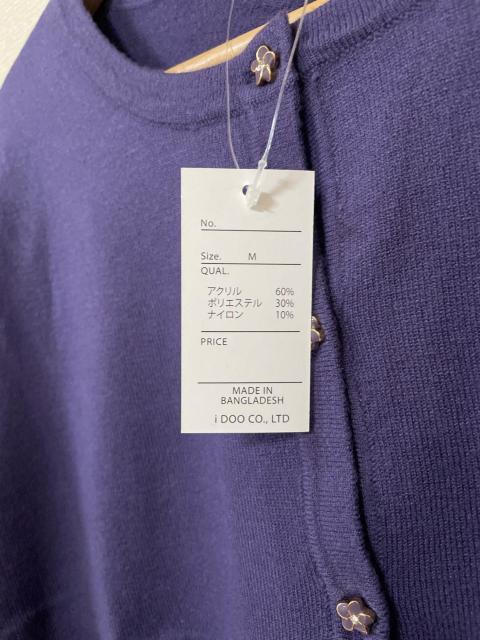 No.
Size. M
QUAL.
アクリル 60%
ポリエステル 30%
ナイロン 10%
PRICE
MADE IN
BANGLADESH
i DOO CO., LTD